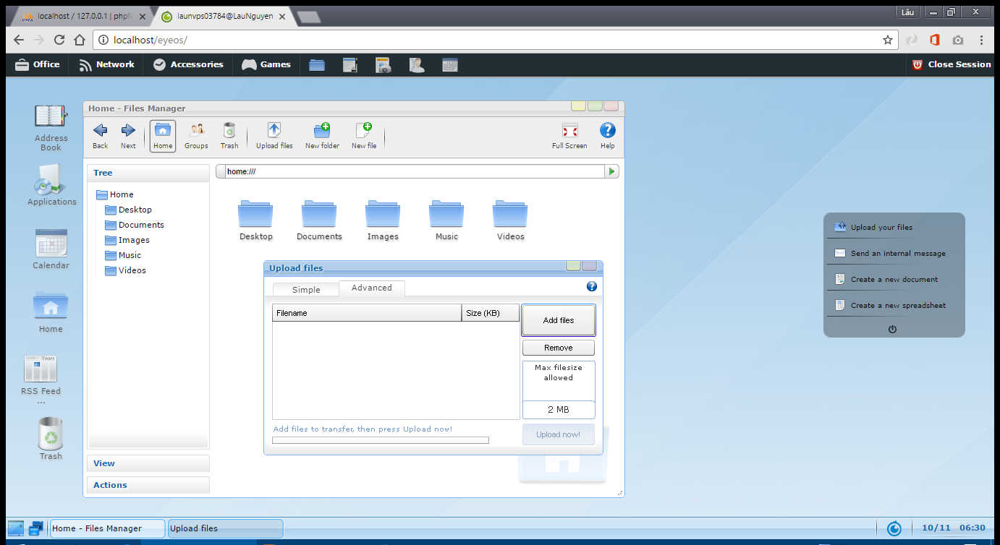 localhost / 127.0.0.1 | phpM
launvps03784@LauNguyen
Lâu
localhost/eyeos/
Office
Network
Accessories
Games
Close Session
Address
Book
Applications
Calendar
Home
RSS Feed
...
Trash
Home - Files Manager
Back
Next
Home
Groups
Trash
Upload files
New folder
New file
Full Screen
Help
Tree
home:///
Home
Desktop
Documents
Images
Music
Videos
Desktop
Documents
Images
Music
Videos
Upload files
Simple
Advanced
Filename
Size (KB)
Add files
Remove
Max filesize
allowed
2 MB
Add files to transfer, then press Upload now!
Upload now!
View
Actions
Upload your files
Send an internal message
Create a new document
Create a new spreadsheet
Home - Files Manager
Upload files
10/11 06:30